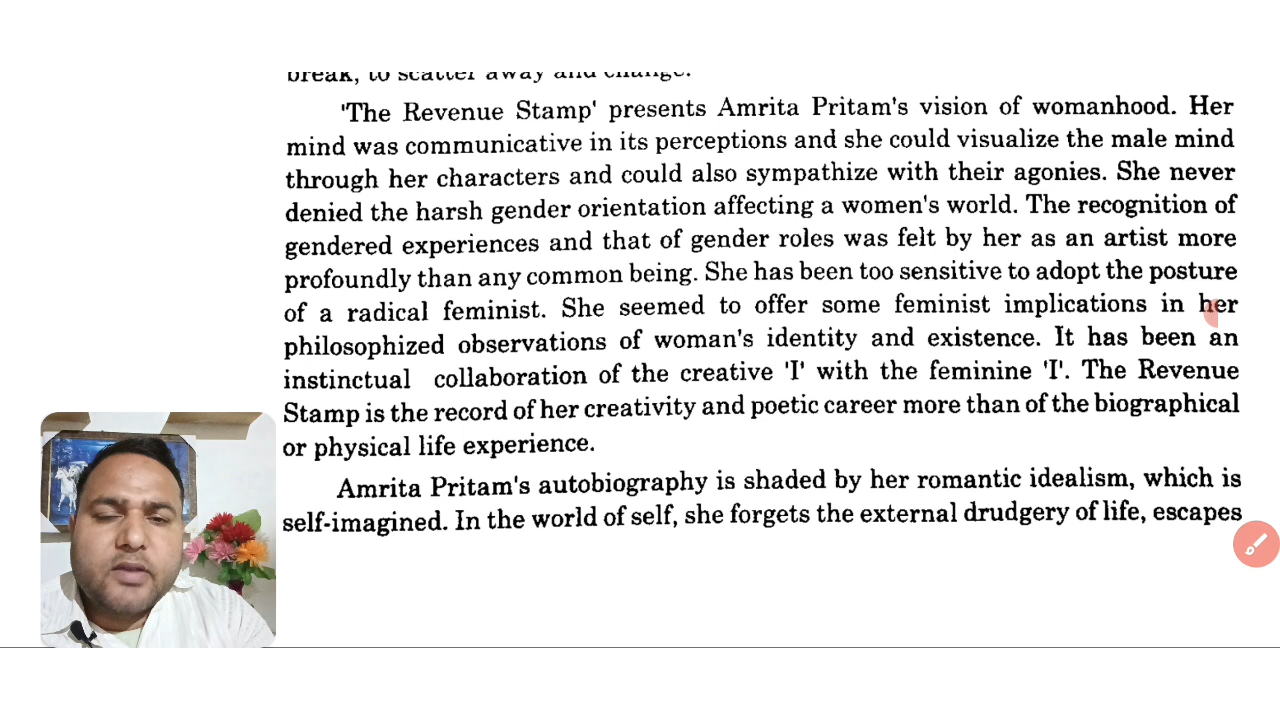 break, to scatter away and change.
'The Revenue Stamp' presents Amrita Pritam's vision of womanhood. Her
mind was communicative in its perceptions and she could visualize the male mind
through her characters and could also sympathize with their agonies. She never
denied the harsh gender orientation affecting a women's world. The recognition of
gendered experiences and that of gender roles was felt by her as an artist more
profoundly than any common being. She has been too sensitive to adopt the posture
of a radical feminist. She seemed to offer some feminist implications in her
philosophized observations of woman's identity and existence. It has been an
instinctual collaboration of the creative 'I' with the feminine 'I'. The Revenue
Stamp is the record of her creativity and poetic career more than of the biographical
or physical life experience.
Amrita Pritam's autobiography is shaded by her romantic idealism, which is
self-imagined. In the world of self, she forgets the external drudgery of life, escapes